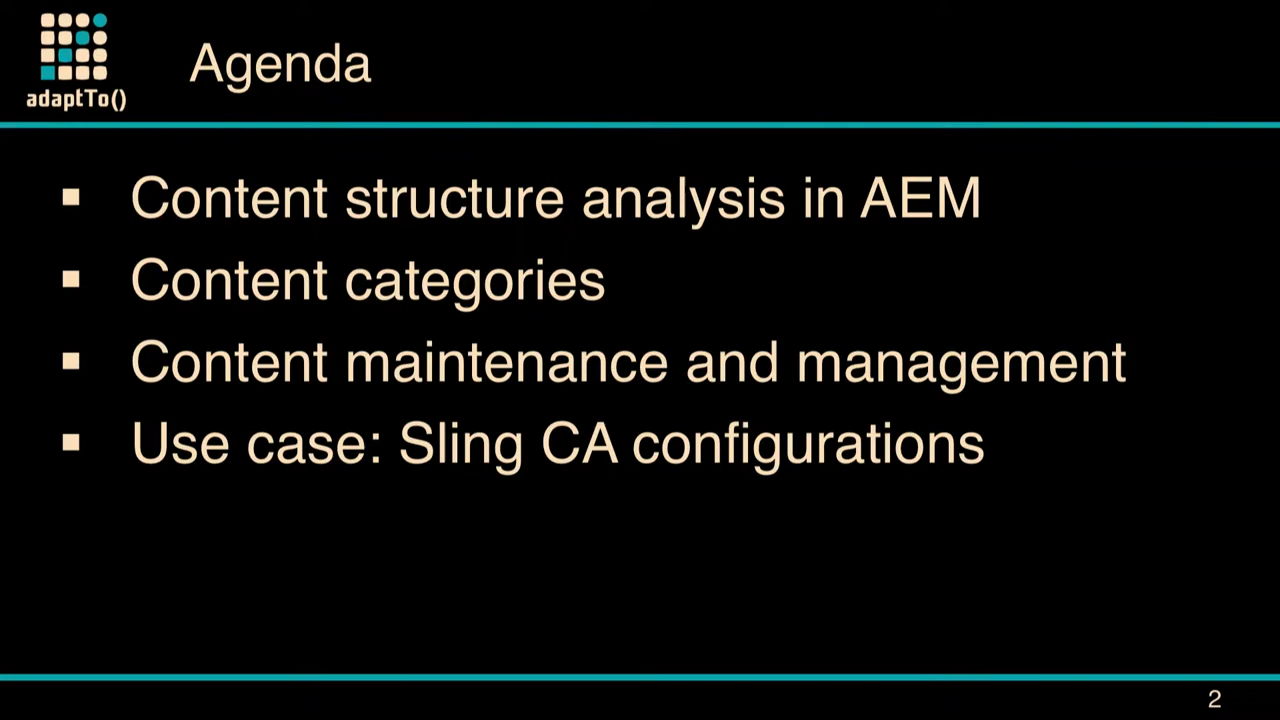 adaptTo()
Agenda
▪ Content structure analysis in AEM
▪ Content categories
▪ Content maintenance and management
▪ Use case: Sling CA configurations
2